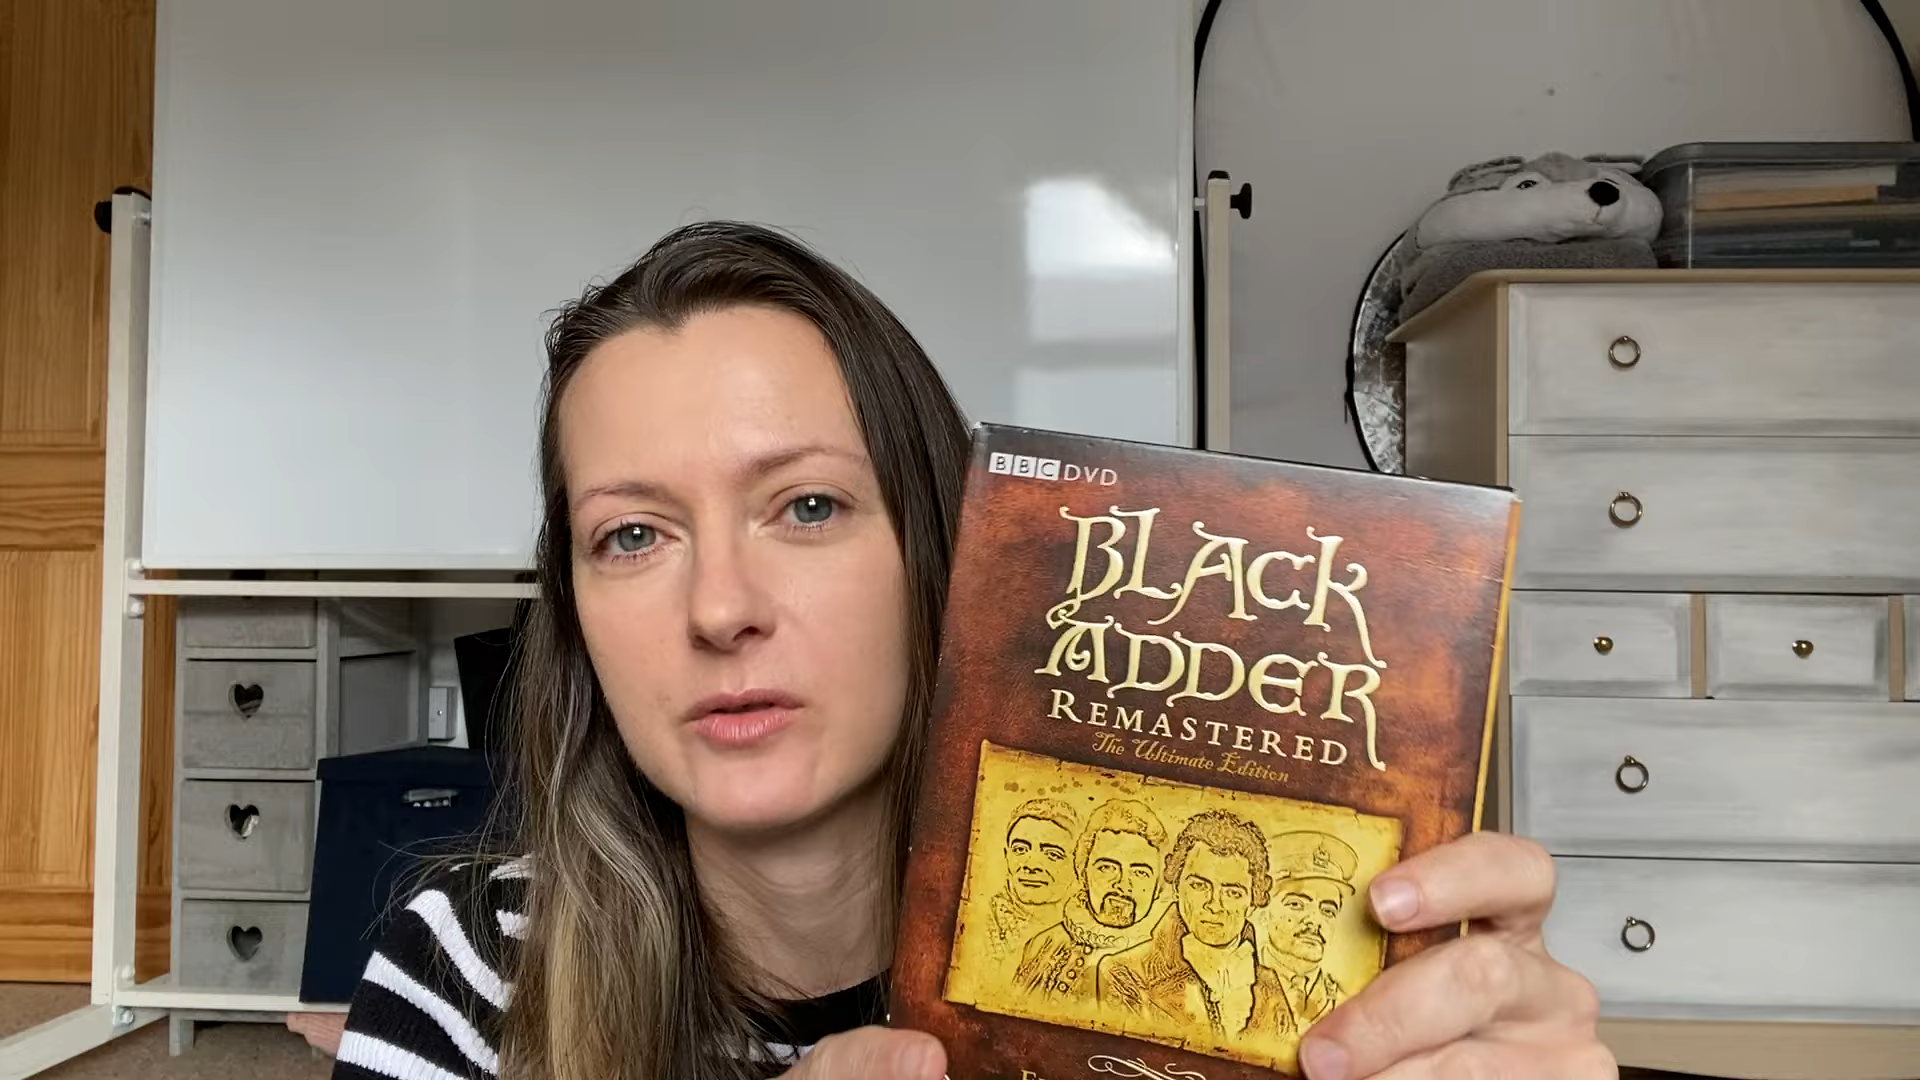 BBC DVD
BLACK
ADDER
REMASTERED
The Ultimate Edition